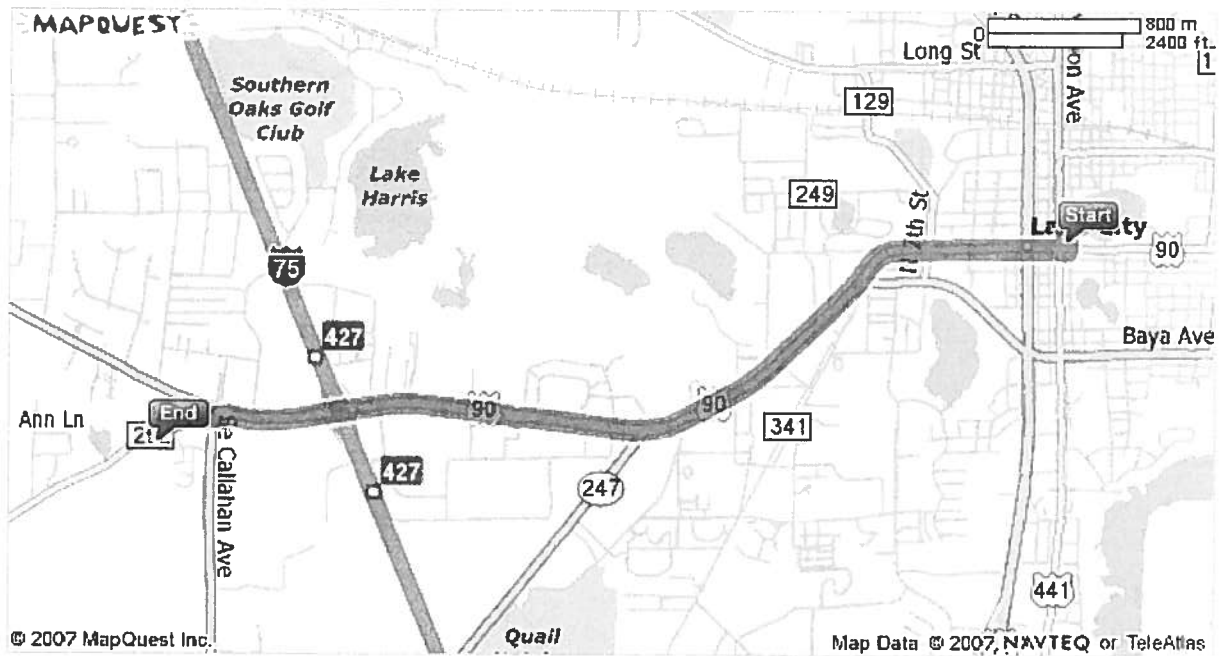 MAPQUEST
0
800 m
2400 ft
Long St
on Ave
1
Southern
Oaks Golf
Club
129
Lake
Harris
249
Start
90
75
427
Baya Ave
Ann Ln
End
90
90
341
427
247
Callahan Ave
441
© 2007 MapQuest Inc.
Quail
Map Data © 2007, NAVTEQ or TeleAtlas